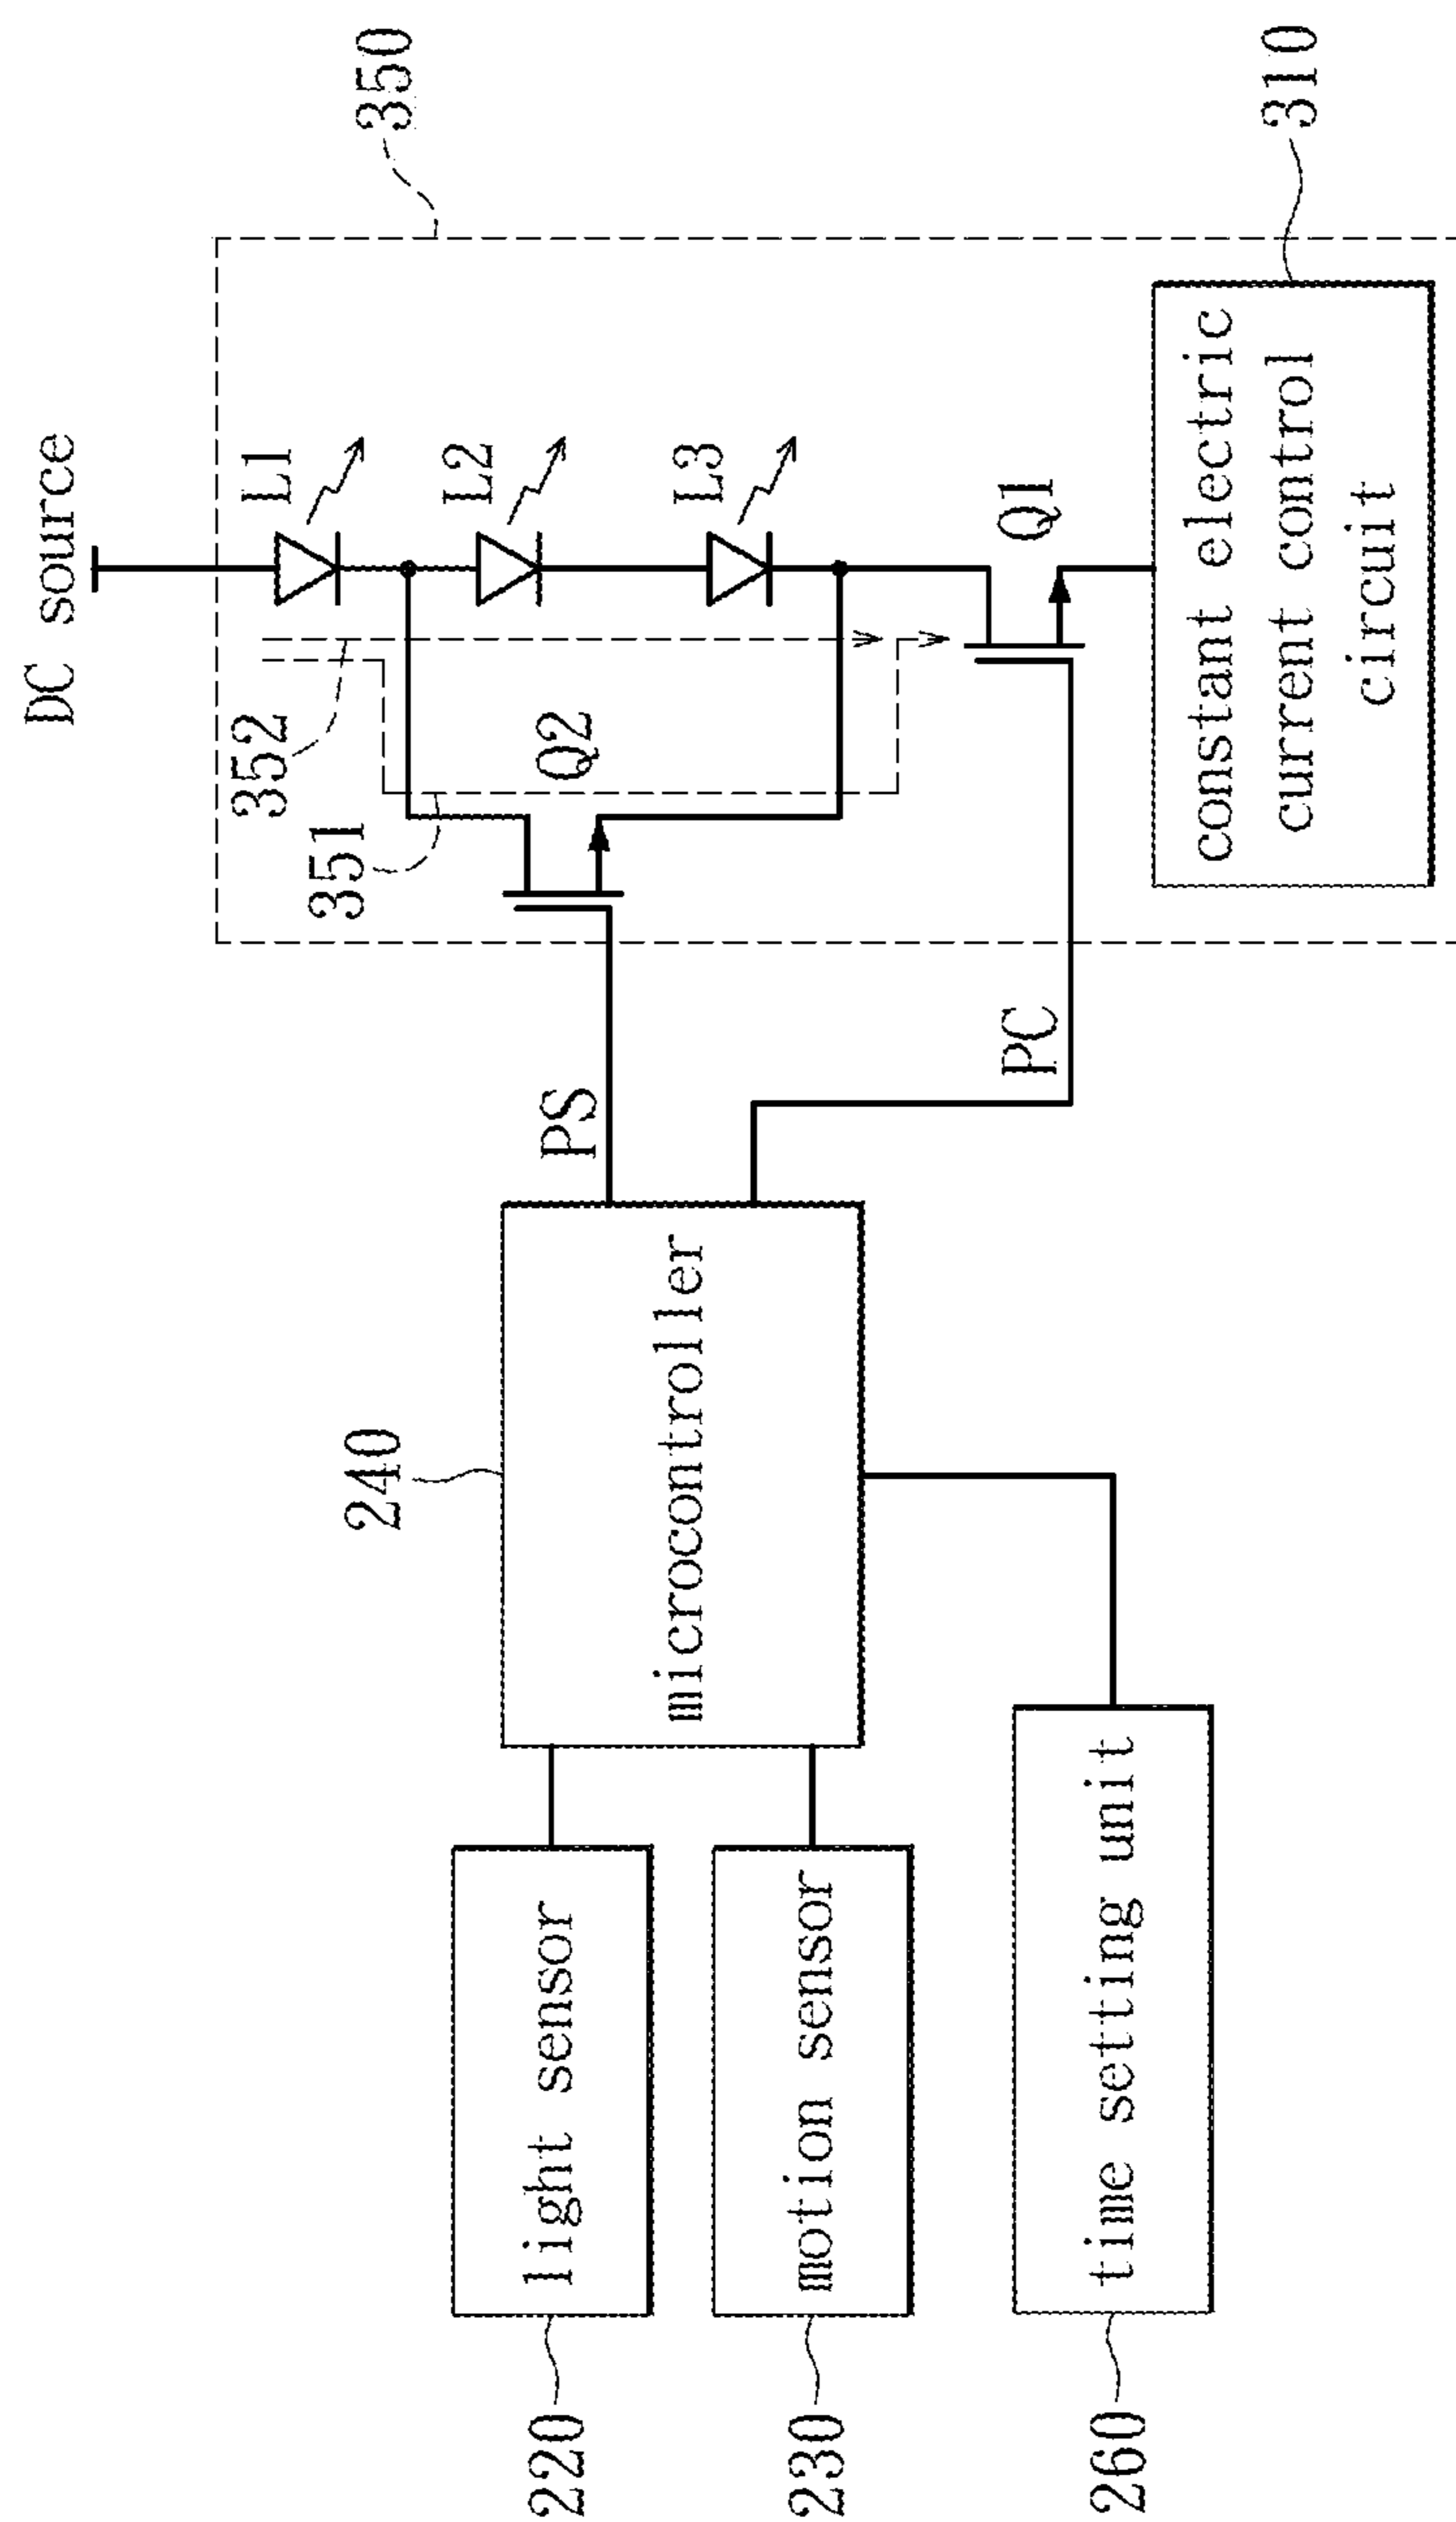 DC source
350
L1
L2
L3
352
351
Q2
Q1
310
constant electric
current control
circuit
PS
PC
240
microcontroller
light sensor
motion sensor
time setting unit
220
230
260